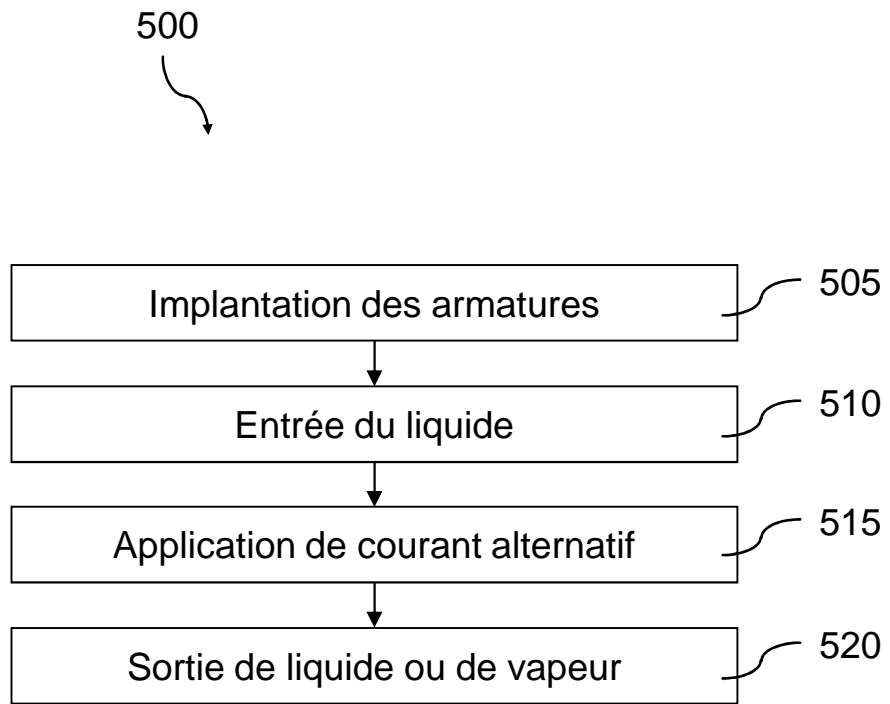 500
Implantation des armatures
505
Entrée du liquide
510
Application de courant alternatif
515
Sortie de liquide ou de vapeur
520